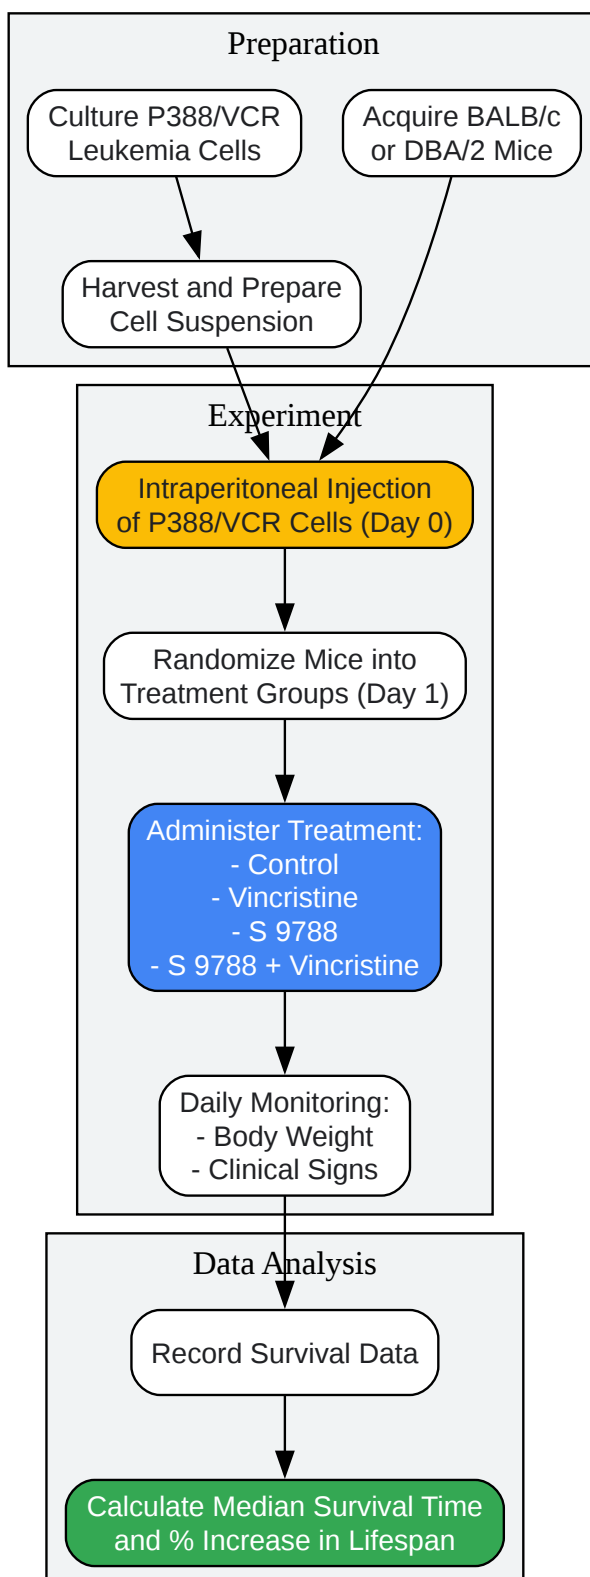 Preparation
Culture P388/VCR
Leukemia Cells
Acquire BALB/c
or DBA/2 Mice
Harvest and Prepare
Cell Suspension
Experiment
Intraperitoneal Injection
of P388/VCR Cells (Day 0)
Randomize Mice into
Treatment Groups (Day 1)
Administer Treatment:
- Control
- Vincristine
- S 9788
- S 9788 + Vincristine
Daily Monitoring:
- Body Weight
- Clinical Signs
Data Analysis
Record Survival Data
Calculate Median Survival Time
and % Increase in Lifespan